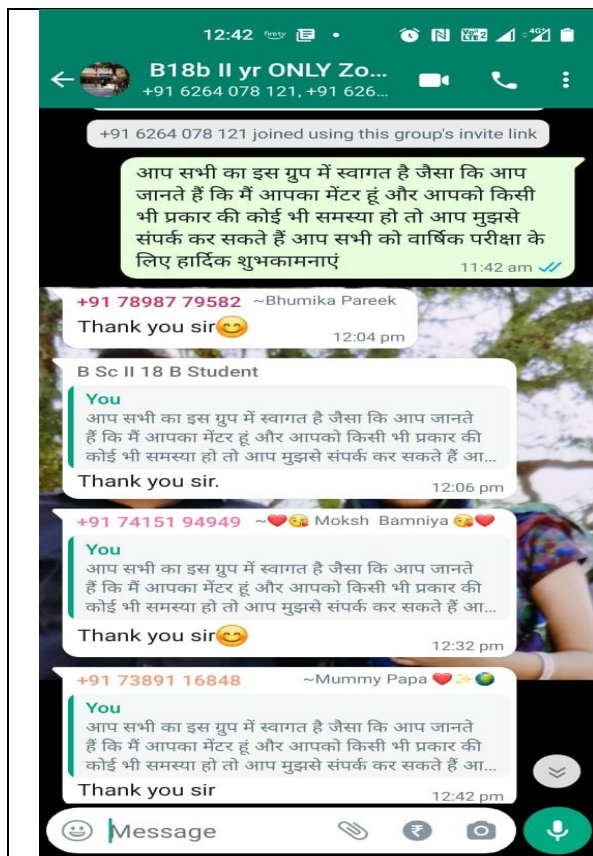 12:42
B18b II yr ONLY Zo...
+91 6264 078 121, +91 626...
+91 6264 078 121 joined using this group's invite link
आप सभी का इस ग्रुप में स्वागत है जैसा कि आप
जानते हैं कि मैं आपका मेंटर हूं और आपको किसी
भी प्रकार की कोई भी समस्या हो तो आप मुझसे
संपर्क कर सकते हैं आप सभी को वार्षिक परीक्षा के
लिए हार्दिक शुभकामनाएं
11:42 am
+91 78987 79582 ~Bhumika Pareek
Thank you sir😊
12:04 pm
B Sc II 18 B Student
You
आप सभी का इस ग्रुप में स्वागत है जैसा कि आप जानते
हैं कि मैं आपका मेंटर हूं और आपको किसी भी प्रकार की
कोई भी समस्या हो तो आप मुझसे संपर्क कर सकते हैं आ...
Thank you sir.
12:06 pm
+91 74151 94949 ~❤️😘 Moksh Bamniya 😘❤️
You
आप सभी का इस ग्रुप में स्वागत है जैसा कि आप जानते
हैं कि मैं आपका मेंटर हूं और आपको किसी भी प्रकार की
कोई भी समस्या हो तो आप मुझसे संपर्क कर सकते हैं आ...
Thank you sir😊
12:32 pm
+91 73891 16848 ~Mummy Papa ❤️✨🌍
You
आप सभी का इस ग्रुप में स्वागत है जैसा कि आप जानते
हैं कि मैं आपका मेंटर हूं और आपको किसी भी प्रकार की
कोई भी समस्या हो तो आप मुझसे संपर्क कर सकते हैं आ...
Thank you sir
12:42 pm
Message